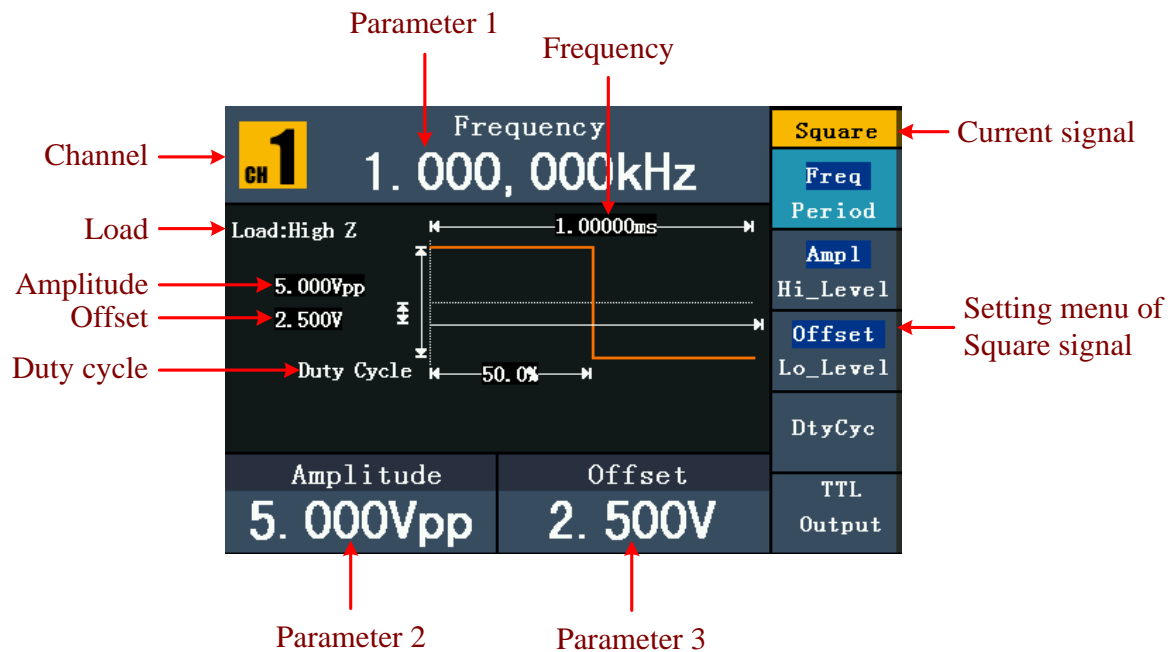 Parameter 1
Frequency
Channel
CH 1
Frequency
1.000,000kHz
Square
Current signal
Freq
Period
Load
Load:High Z
1.00000ms
Ampl
Hi_Level
Amplitude
5.000Vpp
Offset
2.500V
Offset
Lo_Level
Setting menu of
Square signal
Duty cycle
Duty Cycle
50.0%
DtyCyc
Amplitude
5.000Vpp
Offset
2.500V
TTL
Output
Parameter 2
Parameter 3